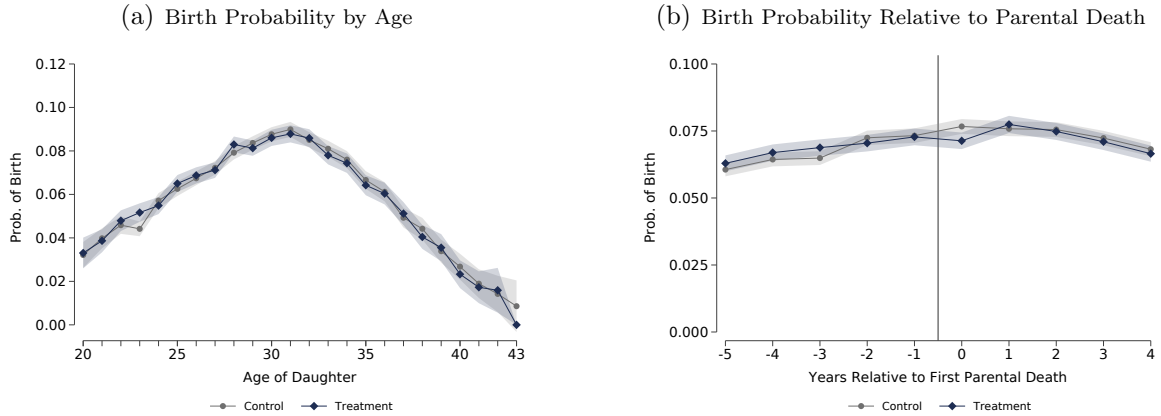 (a) Birth Probability by Age
0.12
0.10
0.08
0.06
0.04
0.02
0.00
Prob. of Birth
20 25 30 35 40 43
Age of Daughter
Control Treatment
(b) Birth Probability Relative to Parental Death
0.100
0.075
0.050
0.025
0.000
Prob. of Birth
-5 -4 -3 -2 -1 0 1 2 3 4
Years Relative to First Parental Death
Control Treatment